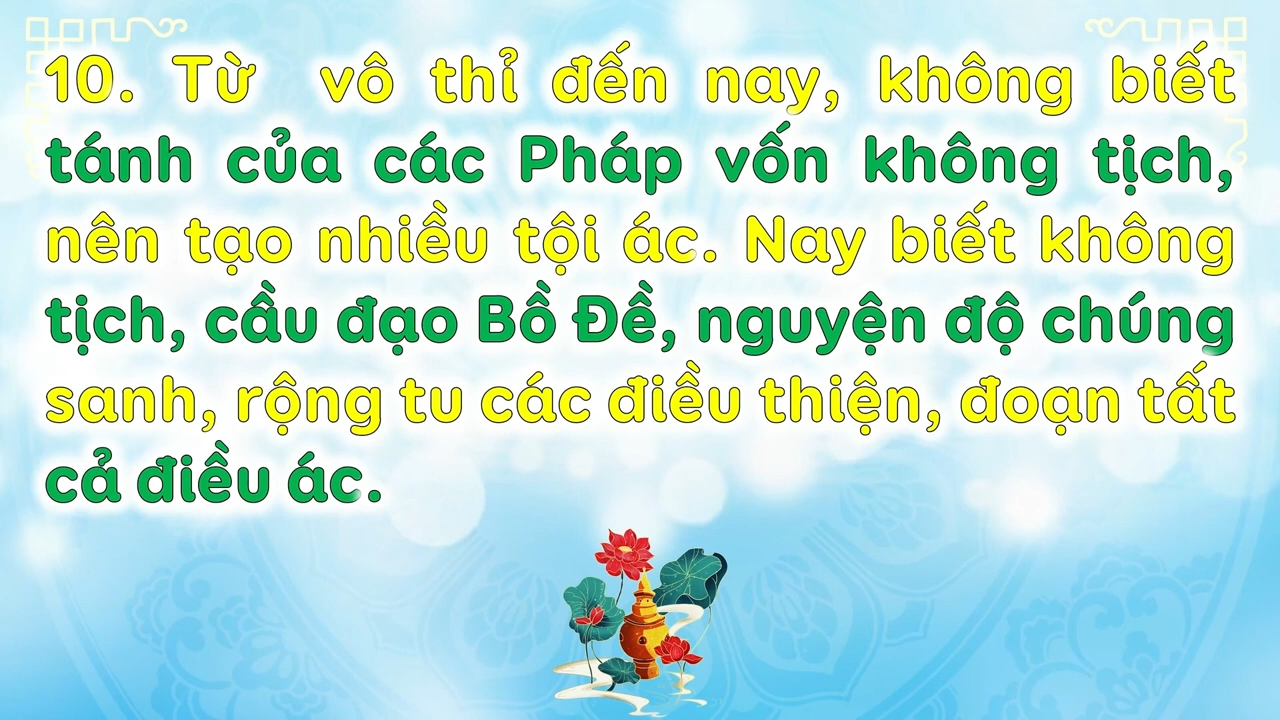 10. Từ vô thỉ đến nay, không biết
tánh của các Pháp vốn không tịch,
nên tạo nhiều tội ác. Nay biết không
tịch, cầu đạo Bồ Đề, nguyện độ chúng
sanh, rộng tu các điều thiện, đoạn tất
cả điều ác.